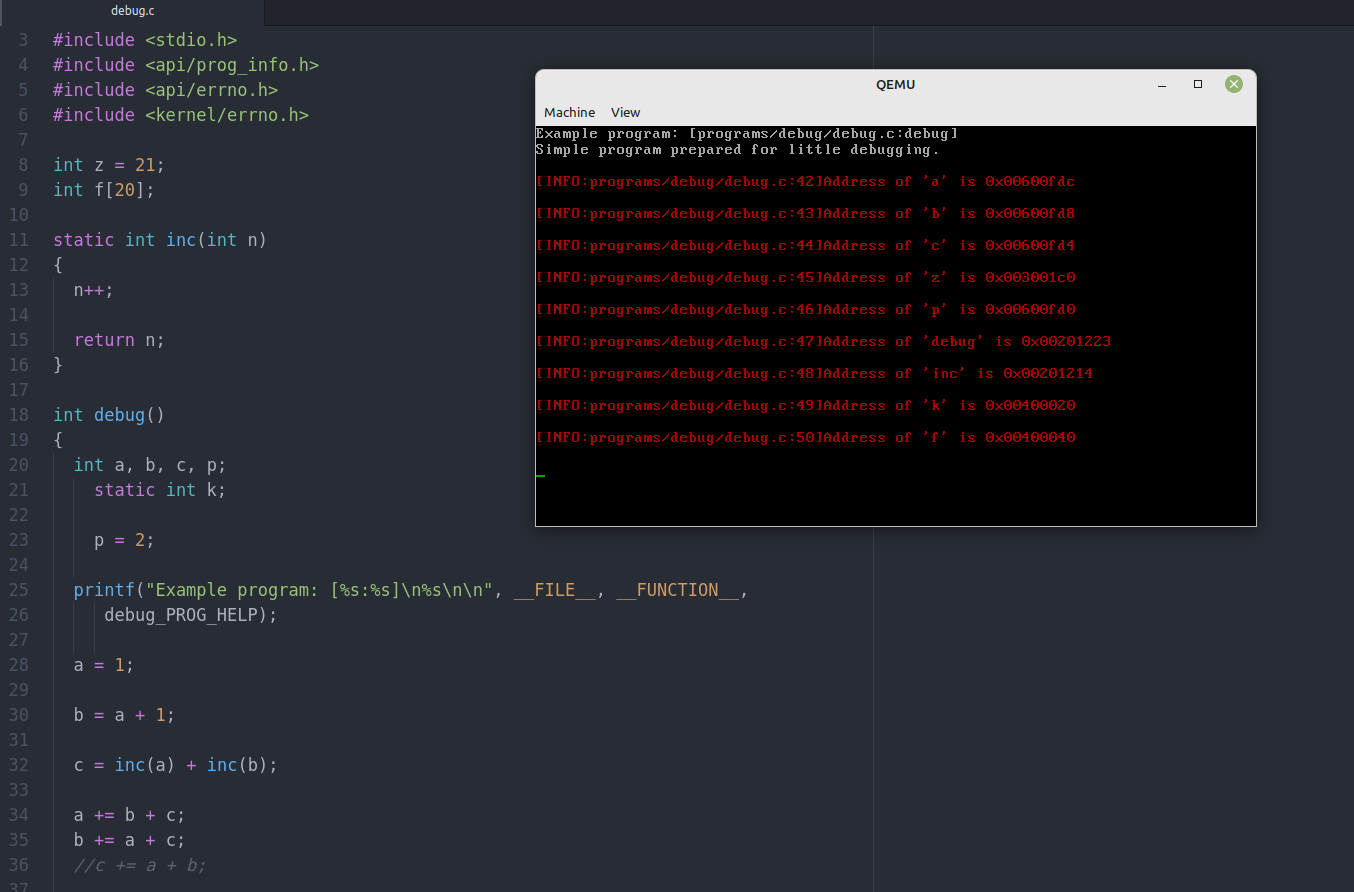 debug.c
3 #include <stdio.h>
4 #include <api/prog_info.h>
5 #include <api/errno.h>
6 #include <kernel/errno.h>
7
8 int z = 21;
9 int f[20];
10
11 static int inc(int n)
12 {
13 n++;
14
15 return n;
16 }
17
18 int debug()
19 {
20 int a, b, c, p;
21 static int k;
22
23 p = 2;
24
25 printf("Example program: [%s:%s]\n%s\n\n", __FILE__, __FUNCTION__,
26 debug_PROG_HELP);
27
28 a = 1;
29
30 b = a + 1;
31
32 c = inc(a) + inc(b);
33
34 a += b + c;
35 b += a + c;
36 //c += a + b;
37
QEMU
Machine View
Example program: [programs/debug/debug.c:debug]
Simple program prepared for little debugging.
[INFO:programs/debug/debug.c:42]Address of 'a' is 0x00600fdc
[INFO:programs/debug/debug.c:43]Address of 'b' is 0x00600fd8
[INFO:programs/debug/debug.c:44]Address of 'c' is 0x00600fd4
[INFO:programs/debug/debug.c:45]Address of 'z' is 0x003001c0
[INFO:programs/debug/debug.c:46]Address of 'p' is 0x00600fd0
[INFO:programs/debug/debug.c:47]Address of 'debug' is 0x00201223
[INFO:programs/debug/debug.c:48]Address of 'inc' is 0x00201214
[INFO:programs/debug/debug.c:49]Address of 'k' is 0x00400020
[INFO:programs/debug/debug.c:50]Address of 'f' is 0x00400040